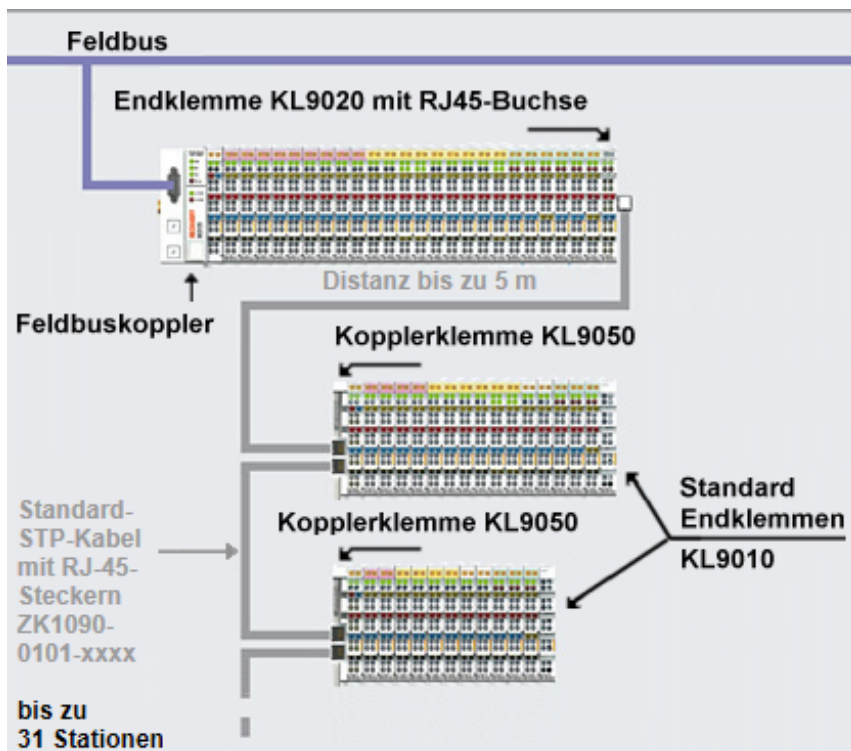 Feldbus
Endklemme KL9020 mit RJ45-Buchse
Distanz bis zu 5 m
Feldbuskoppler
Kopplerklemme KL9050
Standard-
STP-Kabel
mit RJ-45-
Steckern
ZK1090-
0101-xxxx
Kopplerklemme KL9050
Standard
Endklemmen
KL9010
bis zu
31 Stationen